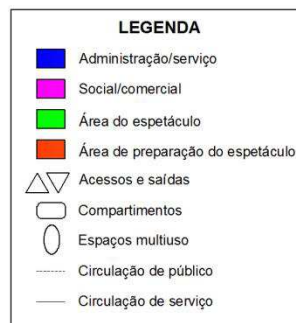 LEGENDA
Administração/serviço
Social/comercial
Área do espetáculo
Área de preparação do espetáculo
Acessos e saídas
Compartimentos
Espaços multiuso
Circulação de público
Circulação de serviço